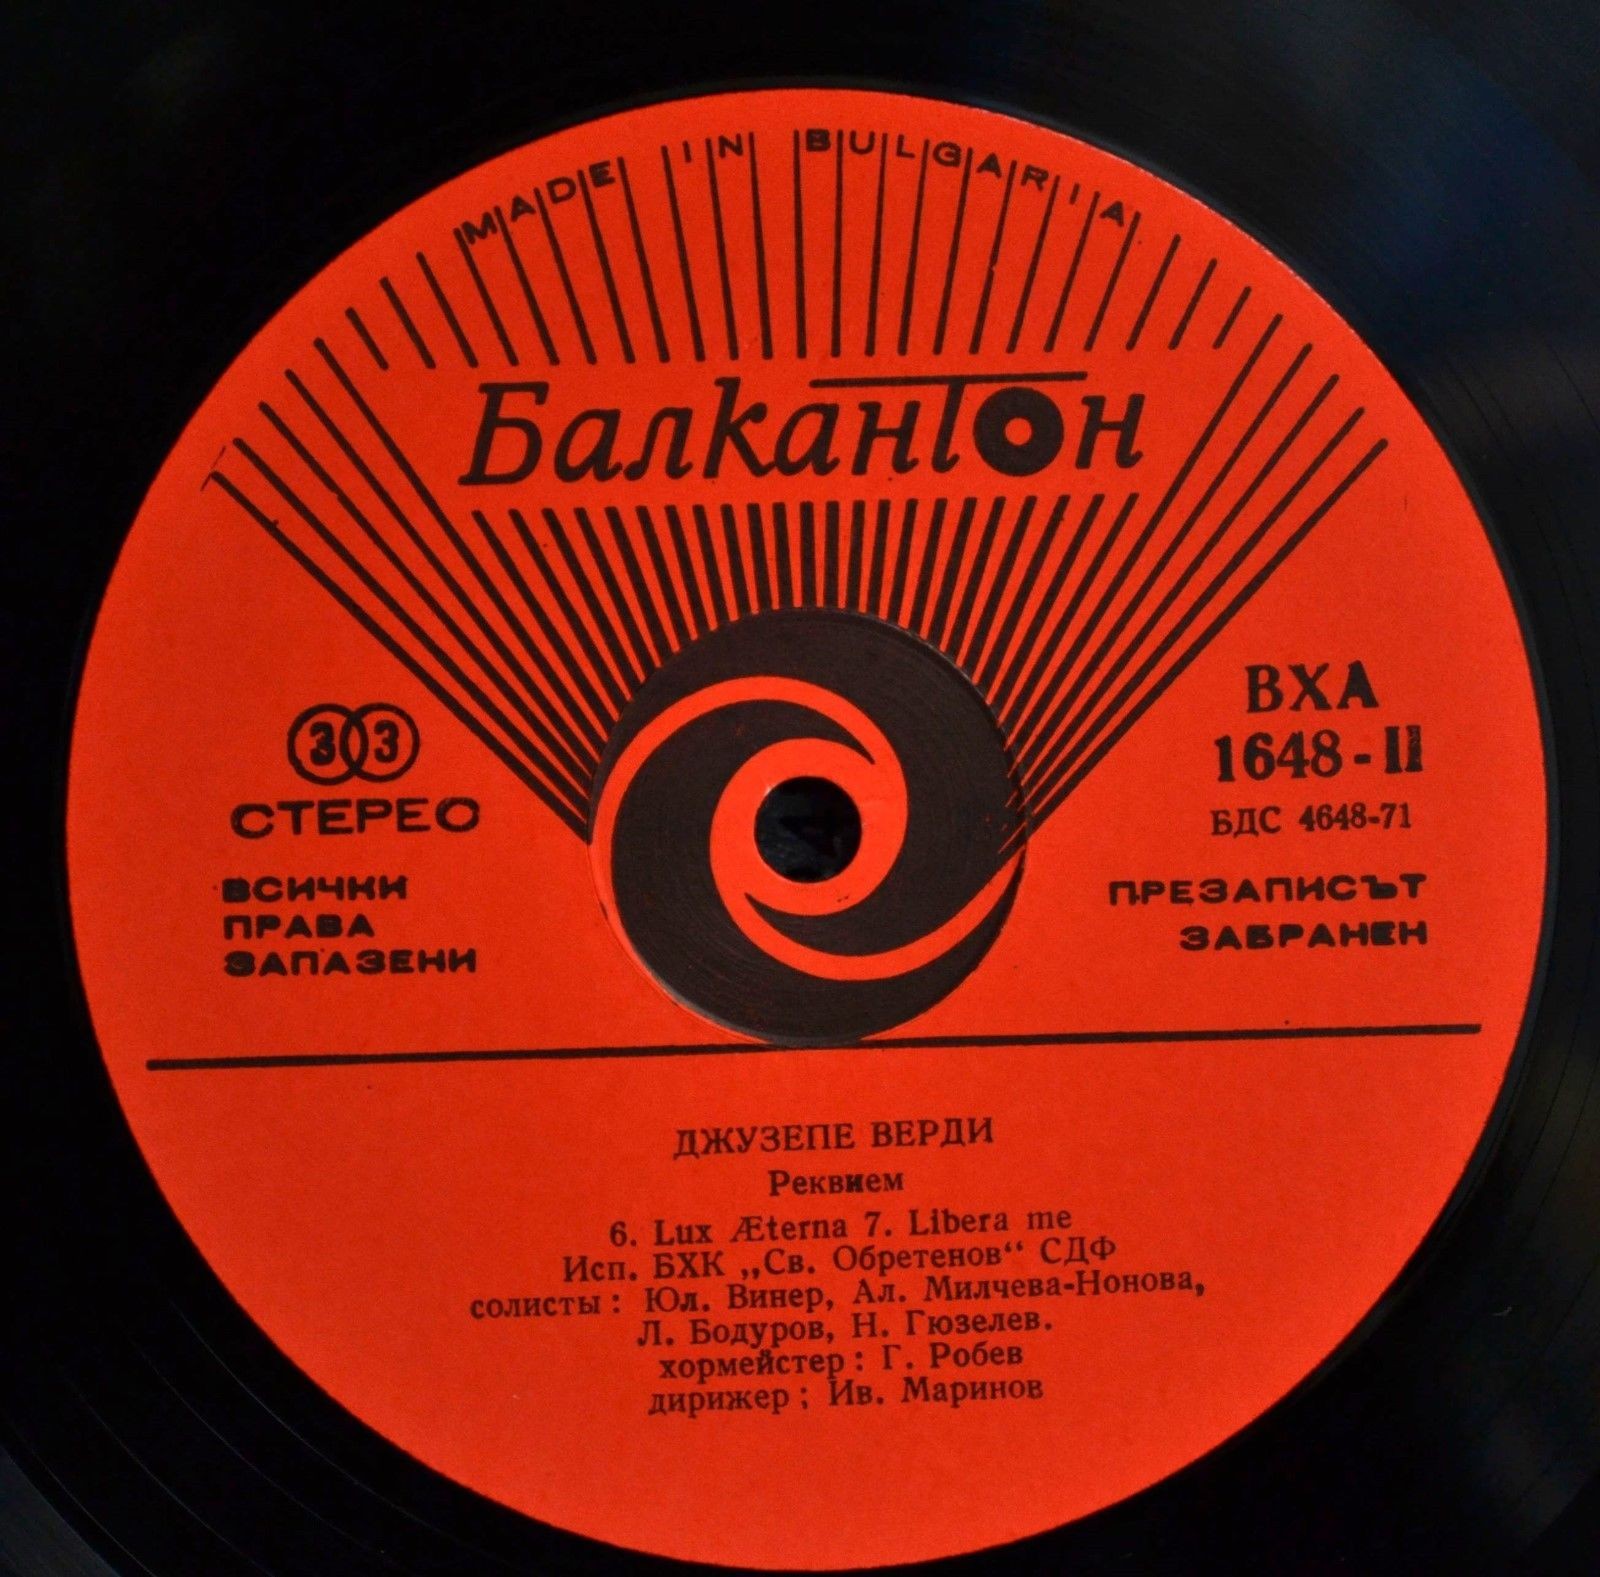 MADE IN BULGARIA
Балкантон
33
СТЕРЕО
ВСИЧКИ
ПРАВА
ЗАПАЗЕНИ
ВХА
1648-II
БДС 4648-71
ПРЕЗАПИСЪТ
ЗАБРАНЕН
ДЖУЗЕПЕ ВЕРДИ
Реквием
6. Lux Æterna 7. Libera me
Исп. БХК „Св. Обретенов“ СДФ
солисты: Юл. Винер, Ал. Милчева-Нонова,
Л. Бодуров, Н. Гюзелев.
хормейстер: Г. Робев
дирижер; Ив. Маринов